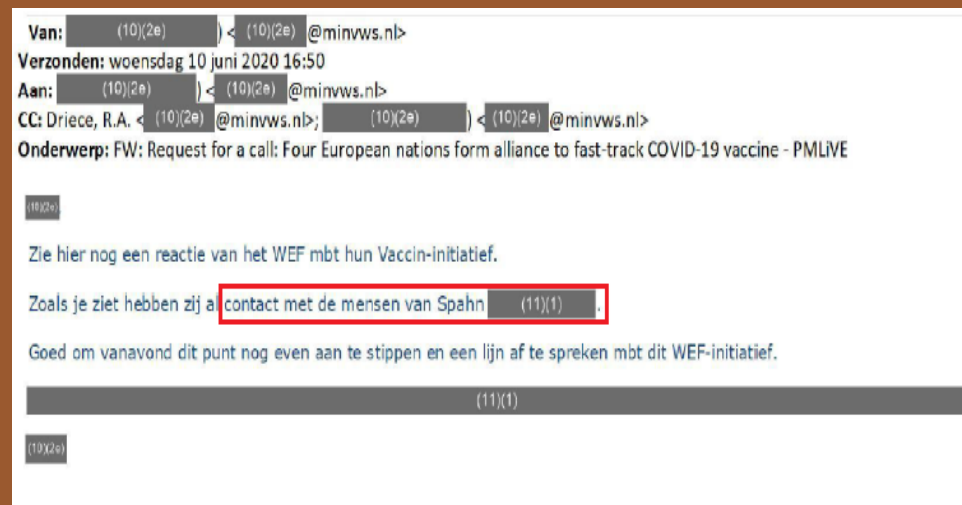 Van: (10)(2e) ) < (10)(2e) @minvws.nl>
Verzonden: woensdag 10 juni 2020 16:50
Aan: (10)(2e) ) < (10)(2e) @minvws.nl>
CC: Driece, R.A. < (10)(2e) @minvws.nl>; (10)(2e) ) < (10)(2e) @minvws.nl>
Onderwerp: FW: Request for a call: Four European nations form alliance to fast-track COVID-19 vaccine - PMLiVE
(10)(2e)
Zie hier nog een reactie van het WEF mbt hun Vaccin-initiatief.
Zoals je ziet hebben zij al contact met de mensen van Spahn (11)(1) .
Goed om vanavond dit punt nog even aan te stippen en een lijn af te spreken mbt dit WEF-initiatief.
(11)(1)
(10)(2e)